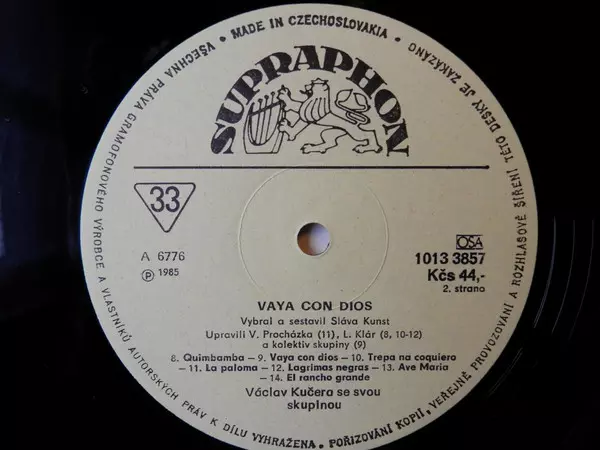 • MADE IN CZECHOSLOVAKIA •
VŠECHNA PRÁVA GRAMOFONOVÉHO VÝROBCE A VLASTNÍKŮ AUTORSKÝCH PRÁV K DÍLU VYHRAŽENA. POŘIZOVÁNÍ KOPIÍ, VEŘEJNÉ PROVOZOVÁNÍ A ROZHLASOVÉ ŠÍŘENÍ TÉTO DESKY JE ZAKÁZÁNO
SUPRAPHON
33
A 6776
℗ 1985
OSA
1013 3857
Kčs 44,-
2. strano
VAYA CON DIOS
Vybral a sestavil Sláva Kunst
Upravili V. Procházka (11), L. Klár (8, 10-12)
a kolektiv skupiny (9)
8. Quimbamba – 9. Vaya con dios – 10. Trepa na coquiero
– 11. La paloma – 12. Lagrimas negras – 13. Ave Maria
– 14. El rancho grande
Václav Kučera se svou
skupinou